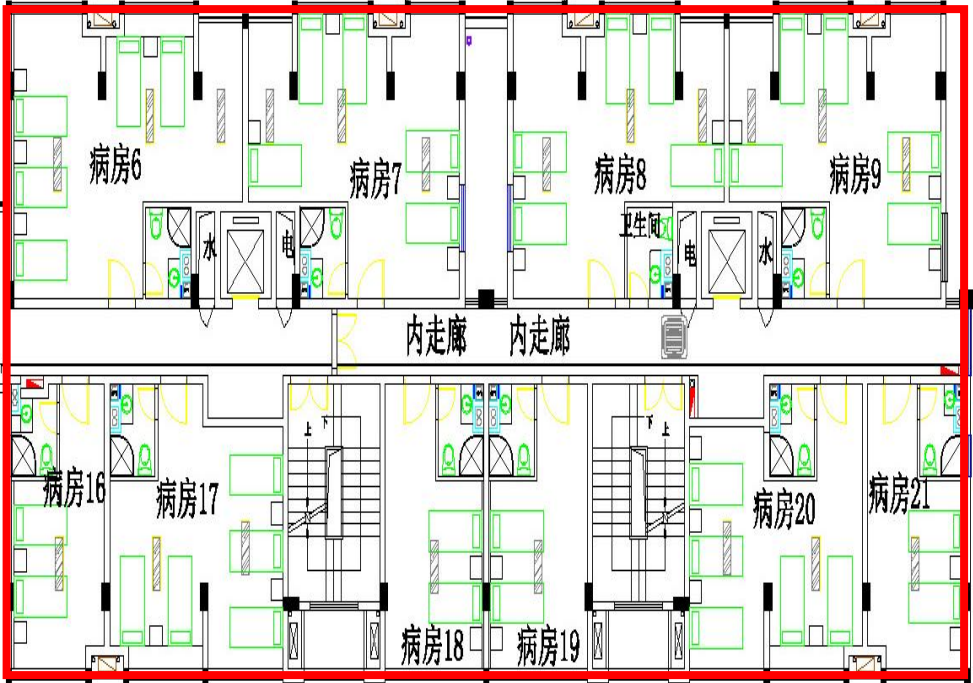 病房6
病房7
病房8
病房9
卫生间
水
电
电
水
内走廊
内走廊
上
下
下
上
病房16
病房17
病房18
病房19
病房20
病房21